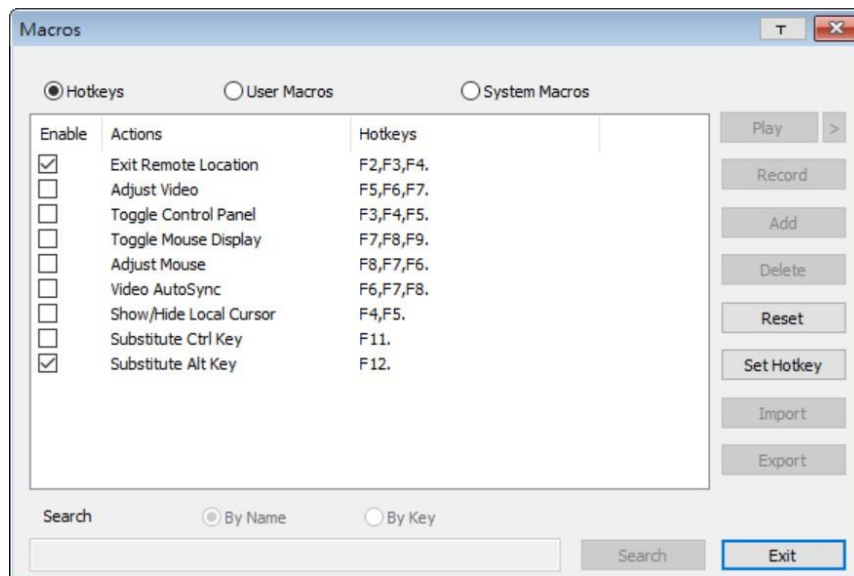 Macros
Hotkeys User Macros System Macros
Enable Actions Hotkeys Play >
Exit Remote Location F2,F3,F4.
Adjust Video F5,F6,F7. Record
Toggle Control Panel F3,F4,F5.
Toggle Mouse Display F7,F8,F9. Add
Adjust Mouse F8,F7,F6. Delete
Video AutoSync F6,F7,F8.
Show/Hide Local Cursor F4,F5. Reset
Substitute Ctrl Key F11.
Substitute Alt Key F12. Set Hotkey
Import
Export
Search By Name By Key
Search Exit